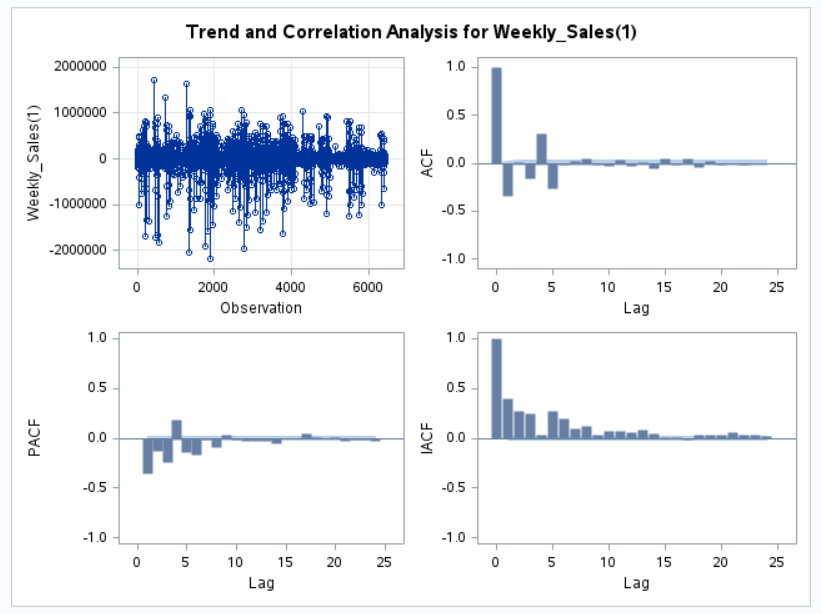 Trend and Correlation Analysis for Weekly_Sales(1)
Weekly_Sales(1)
2000000
1000000
0
-1000000
-2000000
0 2000 4000 6000
Observation
ACF
1.0
0.5
0.0
-0.5
-1.0
0 5 10 15 20 25
Lag
PACF
1.0
0.5
0.0
-0.5
-1.0
0 5 10 15 20 25
Lag
IACF
1.0
0.5
0.0
-0.5
-1.0
0 5 10 15 20 25
Lag